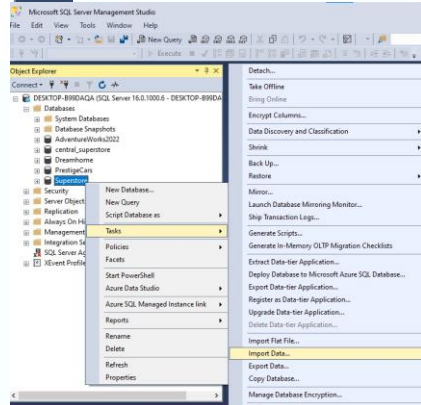 Microsoft SQL Server Management Studio
File Edit View Tools Window Help
New Query
Execute
Object Explorer
Connect
DESKTOP-B99DAQA (SQL Server 16.0.1000.6 - DESKTOP-B99DA
Databases
System Databases
Database Snapshots
AdventureWorks2022
central_superstore
Dreamhome
PrestigeCars
Superstore
Security
Server Object
Replication
Always On Hi
Management
Integration Se
SQL Server Ag
XEvent Profile
New Database...
New Query
Script Database as
Tasks
Policies
Facets
Start PowerShell
Azure Data Studio
Azure SQL Managed Instance link
Reports
Rename
Delete
Refresh
Properties
Detach...
Take Offline
Bring Online
Encrypt Columns...
Data Discovery and Classification
Shrink
Back Up...
Restore
Mirror...
Launch Database Mirroring Monitor...
Ship Transaction Logs...
Generate Scripts...
Generate In-Memory OLTP Migration Checklists
Extract Data-tier Application...
Deploy Database to Microsoft Azure SQL Database...
Export Data-tier Application...
Register as Data-tier Application...
Upgrade Data-tier Application...
Delete Data-tier Application...
Import Flat File...
Import Data...
Export Data...
Copy Database...
Manage Database Encryption...